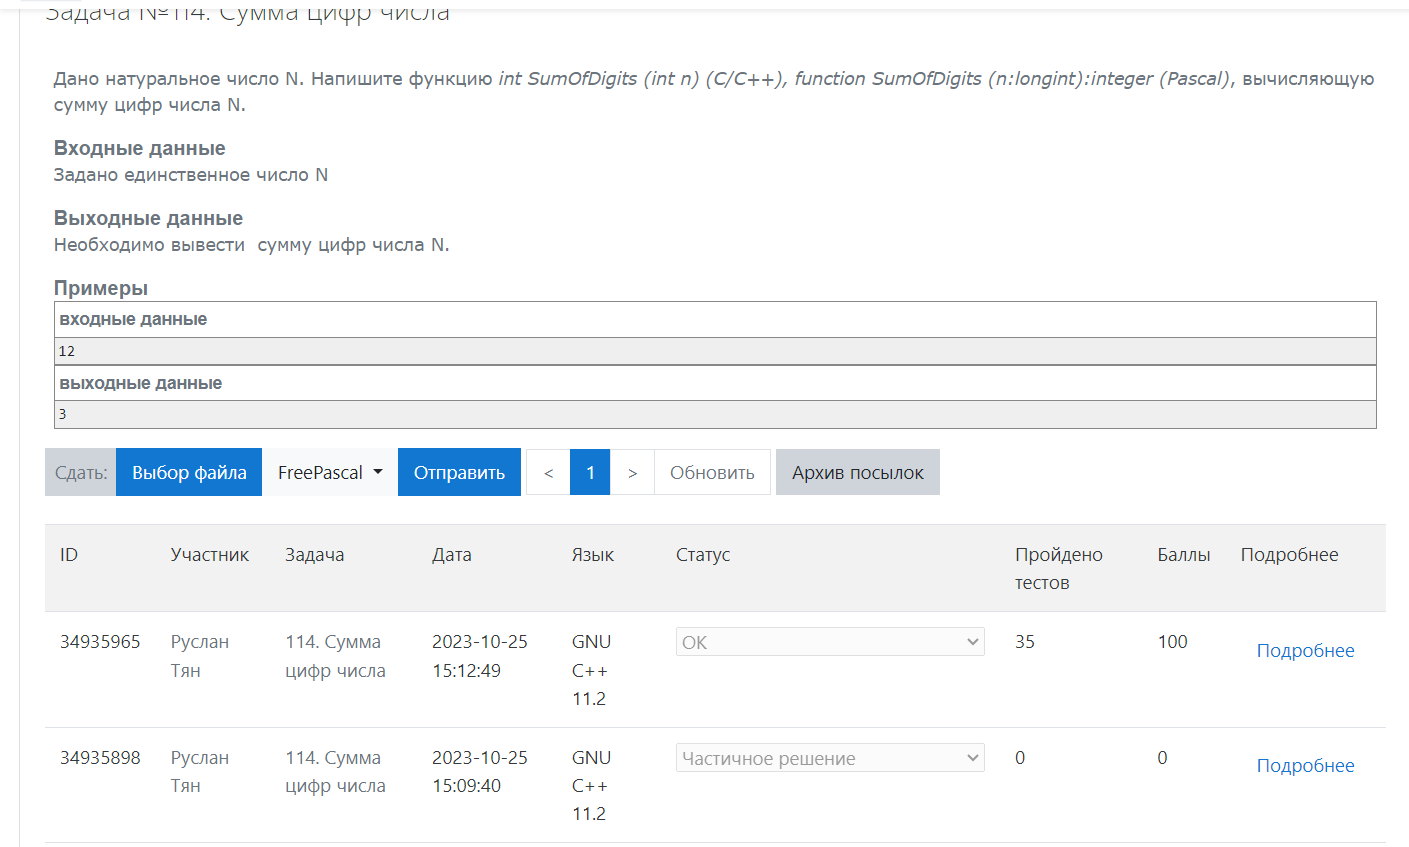 Задача №114. Сумма цифр числа
Дано натуральное число N. Напишите функцию int SumOfDigits (int n) (C/C++), function SumOfDigits (n:longint):integer (Pascal), вычисляющую
сумму цифр числа N.
Входные данные
Задано единственное число N
Выходные данные
Необходимо вывести  сумму цифр числа N.
Примеры
входные данные
12
выходные данные
3
Сдать: Выбор файла FreePascal Отправить < 1 > Обновить Архив посылок
ID Участник Задача Дата Язык Статус Пройдено Баллы Подробнее
тестов
34935965 Руслан 114. Сумма 2023-10-25 GNU OK 35 100 Подробнее
Тян цифр числа 15:12:49 C++
11.2
34935898 Руслан 114. Сумма 2023-10-25 GNU Частичное решение 0 0 Подробнее
Тян цифр числа 15:09:40 C++
11.2